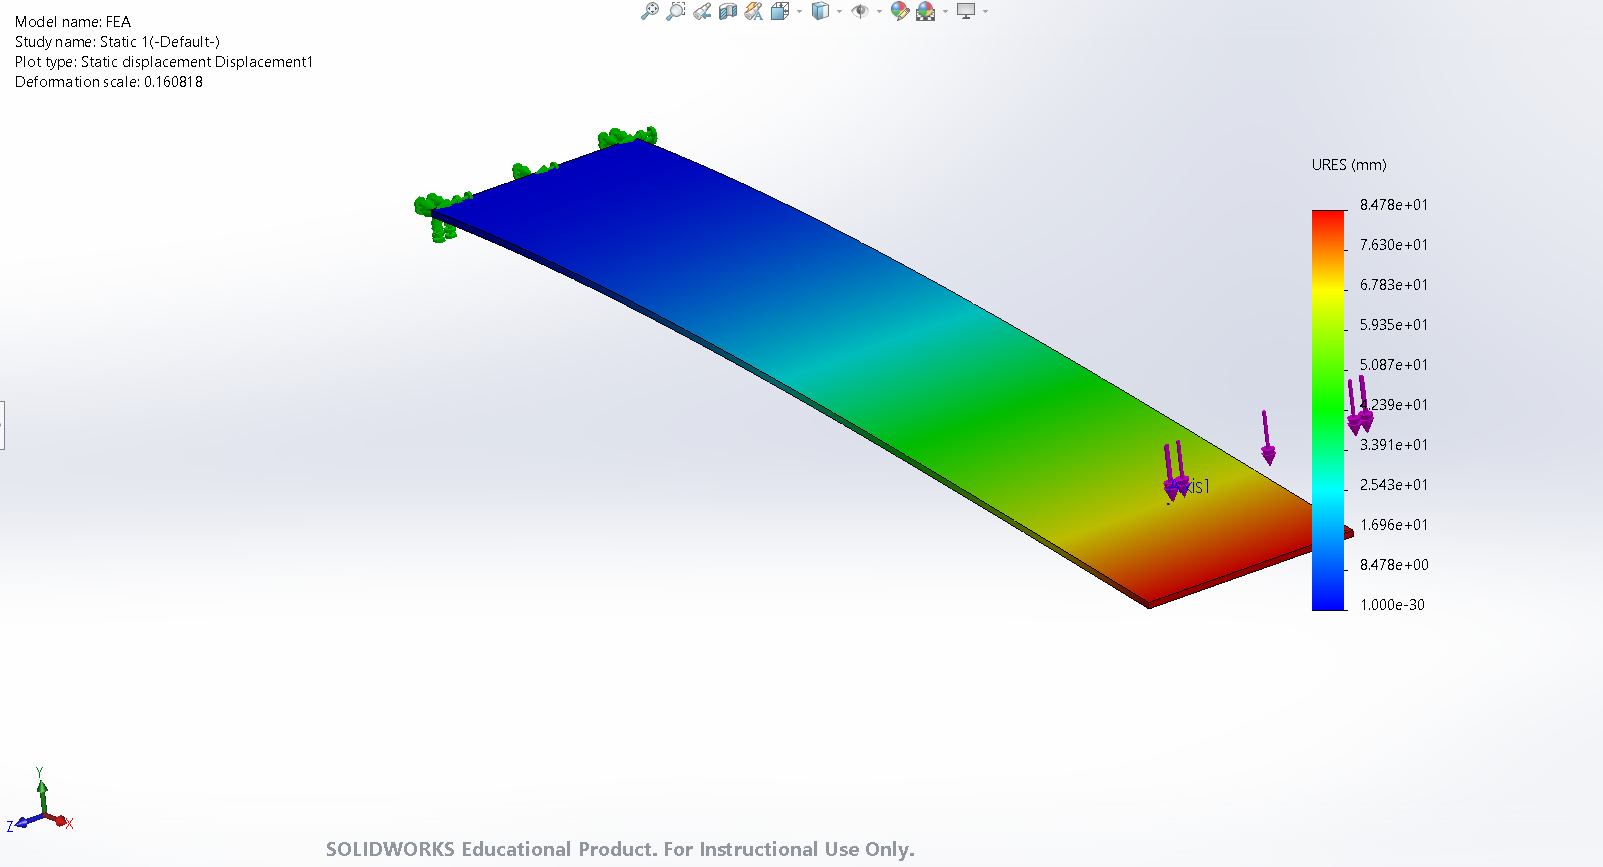 Model name: FEA
Study name: Static 1(-Default-)
Plot type: Static displacement Displacement1
Deformation scale: 0.160818
URES (mm)
8.478e+01
7.630e+01
6.783e+01
5.935e+01
5.087e+01
4.239e+01
3.391e+01
2.543e+01
1.696e+01
8.478e+00
1.000e-30
Y
Z
X
SOLIDWORKS Educational Product. For Instructional Use Only.